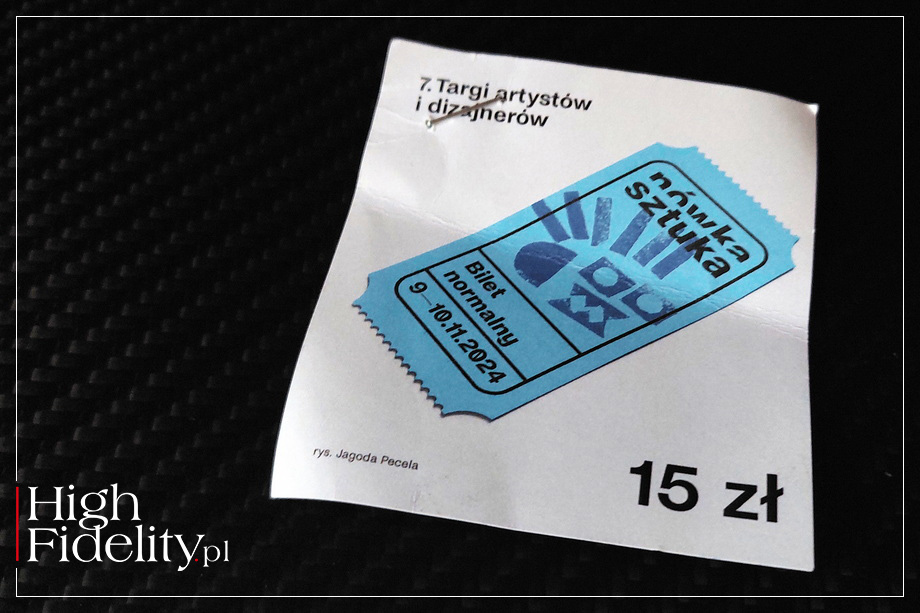 7. Targi artystów
i dizajnerów
nówka
sztuka
Bilet
normalny
9—10.11.2024
rys. Jagoda Pecela
15 zł
High
Fidelity.pl